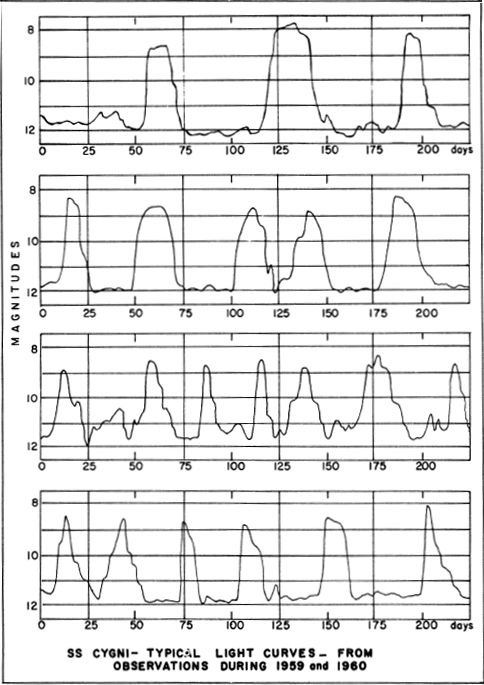 8
10
12
0 25 50 75 100 125 150 175 200 days
8
10
12
0 25 50 75 100 125 150 175 200 225
MAGNITUDES
8
10
12
0 25 50 75 100 125 150 175 200 225
8
10
12
0 25 50 75 100 125 150 175 200 days
SS CYGNI- TYPICAL LIGHT CURVES- FROM
OBSERVATIONS DURING 1959 and 1960